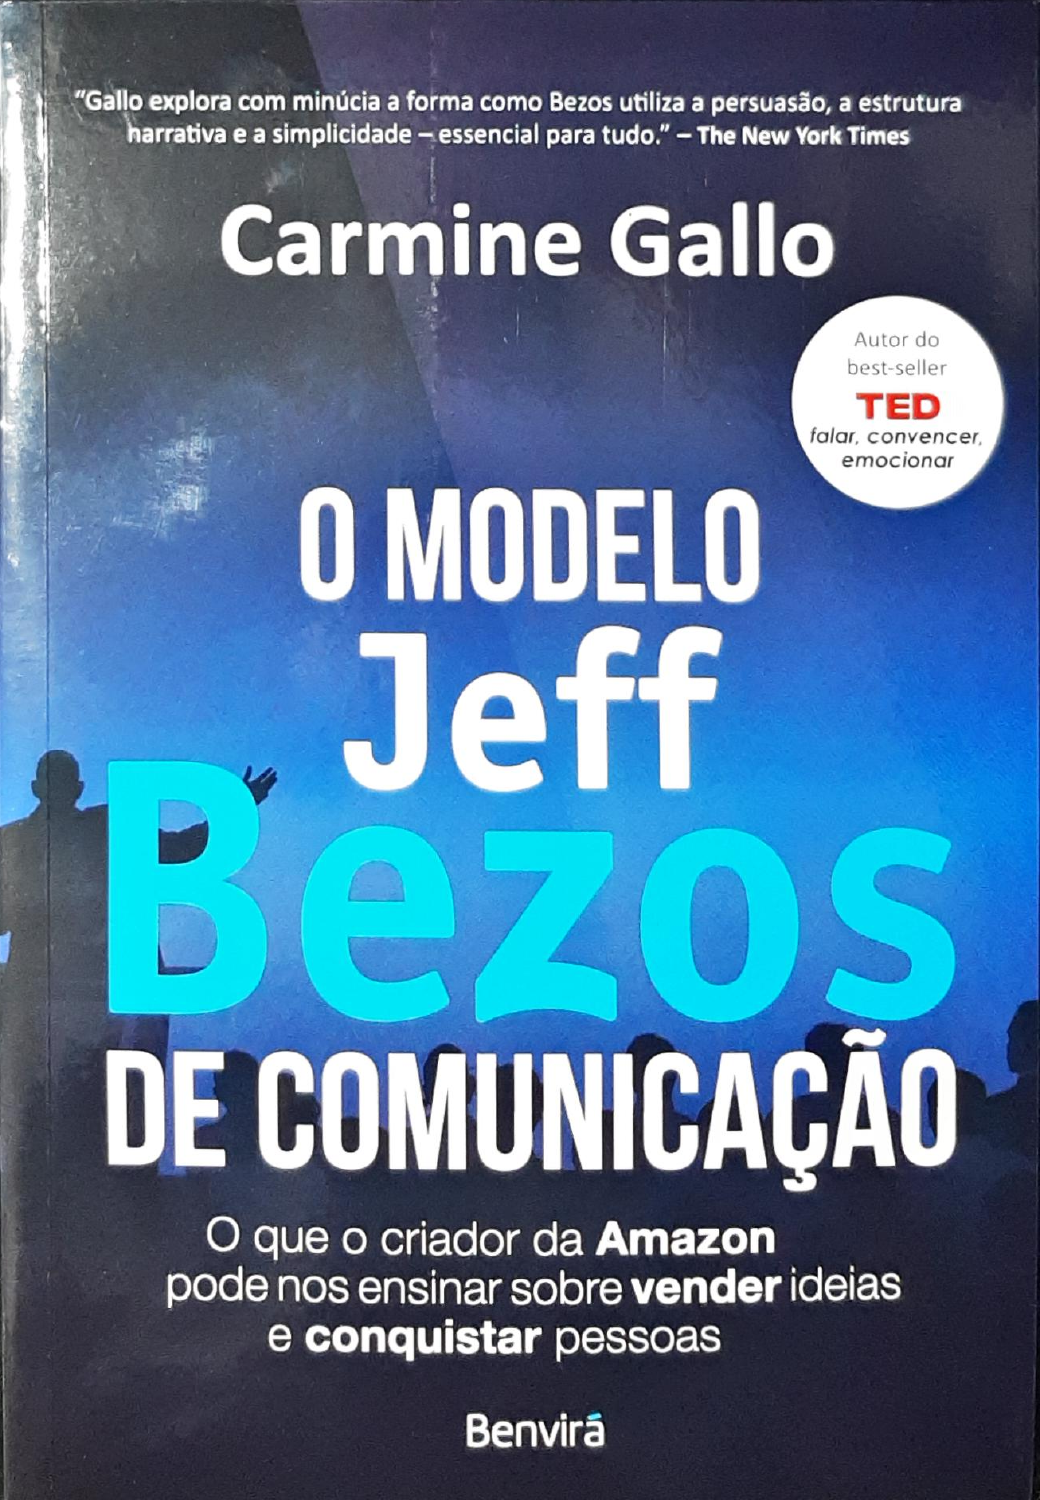 “Gallo explora com minúcia a forma como Bezos utiliza a persuasão, a estrutura
narrativa e a simplicidade – essencial para tudo.” – The New York Times
Carmine Gallo
Autor do
best-seller
TED
falar, convencer,
emocionar
O MODELO
Jeff
Bezos
DE COMUNICAÇÃO
O que o criador da Amazon
pode nos ensinar sobre vender ideias
e conquistar pessoas
Benvirá